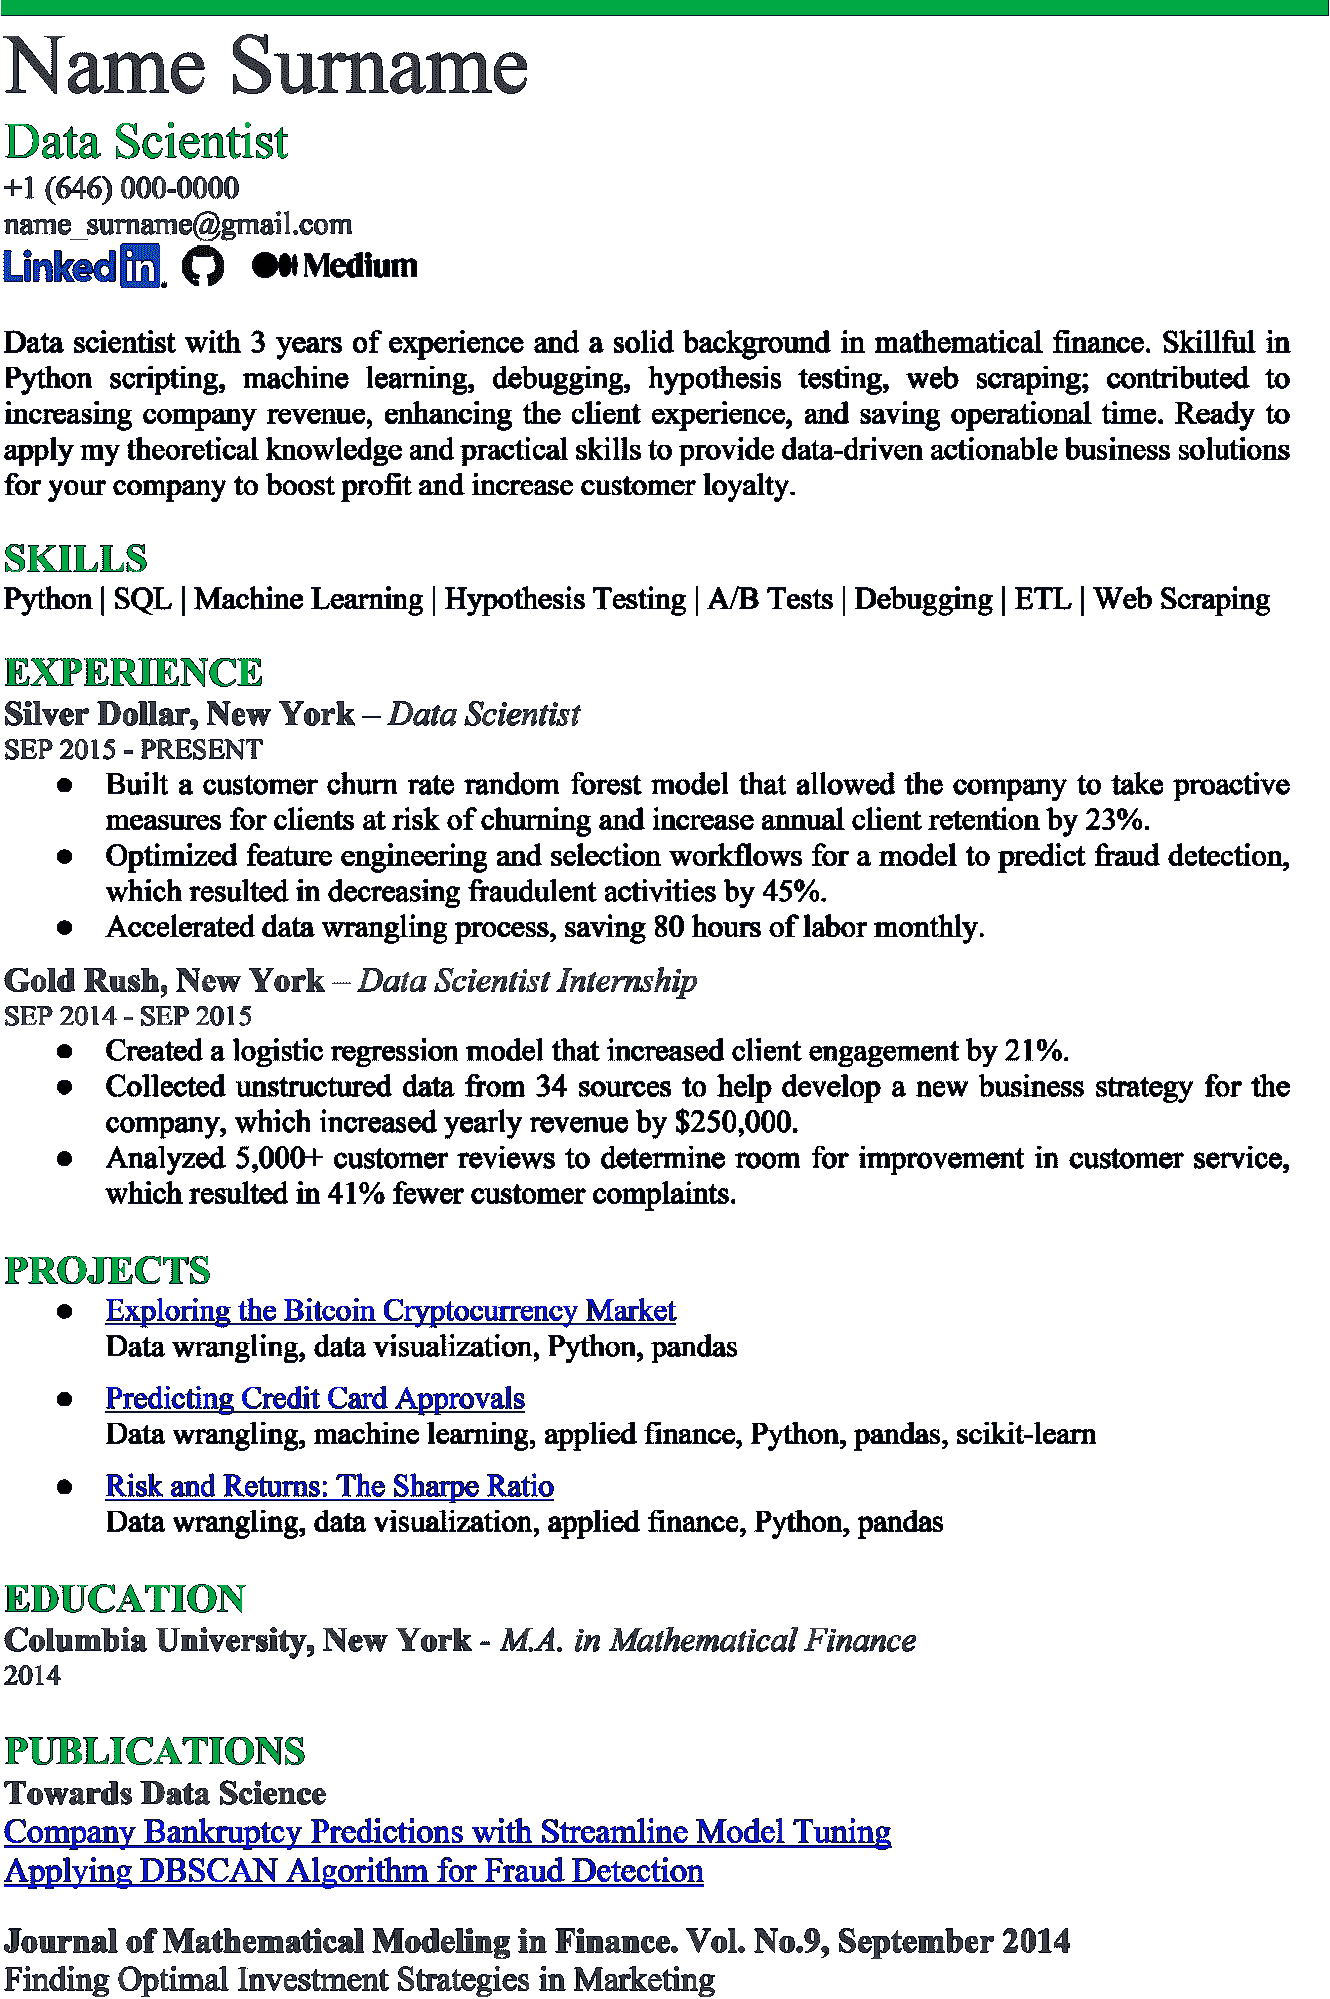 Name Surname
Data Scientist
+1 (646) 000-0000
name_surname@gmail.com
Linkedin Medium
Data scientist with 3 years of experience and a solid background in mathematical finance. Skillful in
Python scripting, machine learning, debugging, hypothesis testing, web scraping; contributed to
increasing company revenue, enhancing the client experience, and saving operational time. Ready to
apply my theoretical knowledge and practical skills to provide data-driven actionable business solutions
for your company to boost profit and increase customer loyalty.
SKILLS
Python | SQL | Machine Learning | Hypothesis Testing | A/B Tests | Debugging | ETL | Web Scraping
EXPERIENCE
Silver Dollar, New York – Data Scientist
SEP 2015 - PRESENT
● Built a customer churn rate random forest model that allowed the company to take proactive
measures for clients at risk of churning and increase annual client retention by 23%.
● Optimized feature engineering and selection workflows for a model to predict fraud detection,
which resulted in decreasing fraudulent activities by 45%.
● Accelerated data wrangling process, saving 80 hours of labor monthly.
Gold Rush, New York – Data Scientist Internship
SEP 2014 - SEP 2015
● Created a logistic regression model that increased client engagement by 21%.
● Collected unstructured data from 34 sources to help develop a new business strategy for the
company, which increased yearly revenue by $250,000.
● Analyzed 5,000+ customer reviews to determine room for improvement in customer service,
which resulted in 41% fewer customer complaints.
PROJECTS
● Exploring the Bitcoin Cryptocurrency Market
Data wrangling, data visualization, Python, pandas
● Predicting Credit Card Approvals
Data wrangling, machine learning, applied finance, Python, pandas, scikit-learn
● Risk and Returns: The Sharpe Ratio
Data wrangling, data visualization, applied finance, Python, pandas
EDUCATION
Columbia University, New York - M.A. in Mathematical Finance
2014
PUBLICATIONS
Towards Data Science
Company Bankruptcy Predictions with Streamline Model Tuning
Applying DBSCAN Algorithm for Fraud Detection
Journal of Mathematical Modeling in Finance. Vol. No.9, September 2014
Finding Optimal Investment Strategies in Marketing